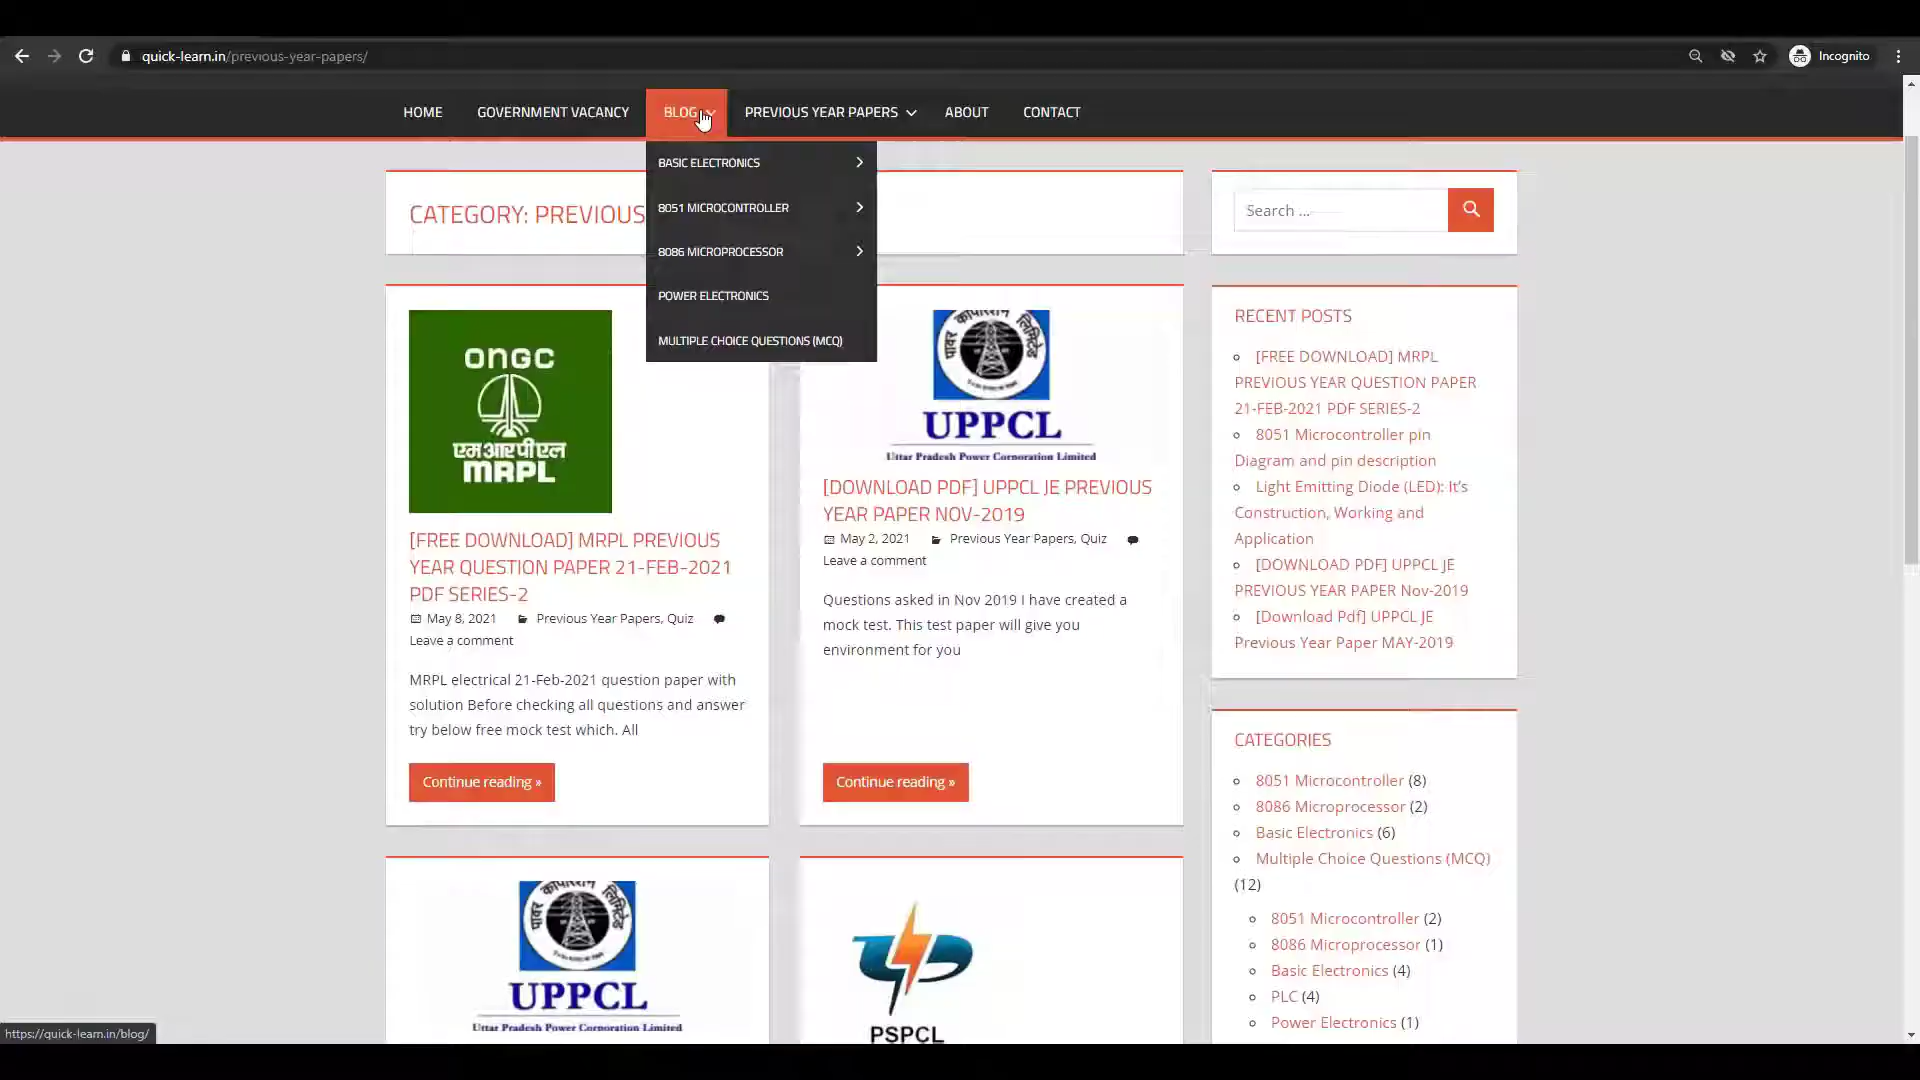 quick-learn.in/previous-year-papers/
Incognito
HOME
GOVERNMENT VACANCY
BLOG
PREVIOUS YEAR PAPERS
ABOUT
CONTACT
BASIC ELECTRONICS
8051 MICROCONTROLLER
8086 MICROPROCESSOR
POWER ELECTRONICS
MULTIPLE CHOICE QUESTIONS (MCQ)
CATEGORY: PREVIOUS
ONGC
एमआरपीएल
MRPL
[FREE DOWNLOAD] MRPL PREVIOUS
YEAR QUESTION PAPER 21-FEB-2021
PDF SERIES-2
May 8, 2021 Previous Year Papers, Quiz
Leave a comment
MRPL electrical 21-Feb-2021 question paper with
solution Before checking all questions and answer
try below free mock test which. All
Continue reading »
UPPCL
Uttar Pradesh Power Corporation Limited
[DOWNLOAD PDF] UPPCL JE PREVIOUS
YEAR PAPER NOV-2019
May 2, 2021 Previous Year Papers, Quiz
Leave a comment
Questions asked in Nov 2019 I have created a
mock test. This test paper will give you
environment for you
Continue reading »
UPPCL
Uttar Pradesh Power Corporation Limited
PSPCL
Search ...
RECENT POSTS
[FREE DOWNLOAD] MRPL
PREVIOUS YEAR QUESTION PAPER
21-FEB-2021 PDF SERIES-2
8051 Microcontroller pin
Diagram and pin description
Light Emitting Diode (LED): It's
Construction, Working and
Application
[DOWNLOAD PDF] UPPCL JE
PREVIOUS YEAR PAPER Nov-2019
[Download Pdf] UPPCL JE
Previous Year Paper MAY-2019
CATEGORIES
8051 Microcontroller (8)
8086 Microprocessor (2)
Basic Electronics (6)
Multiple Choice Questions (MCQ)
(12)
8051 Microcontroller (2)
8086 Microprocessor (1)
Basic Electronics (4)
PLC (4)
Power Electronics (1)
https://quick-learn.in/blog/